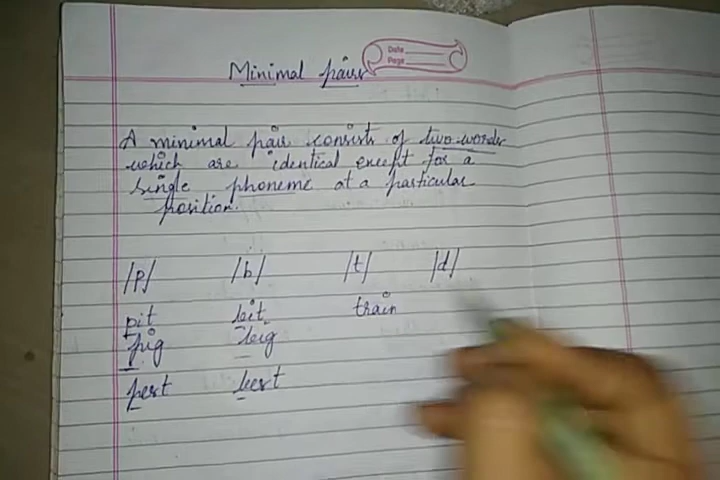 Date
Page
Minimal pairs
A minimal pair consists of two words
which are identical except for a
single phoneme at a particular
position.
/p/ /b/ /t/ /d/
pit bit train
pig big
pest best